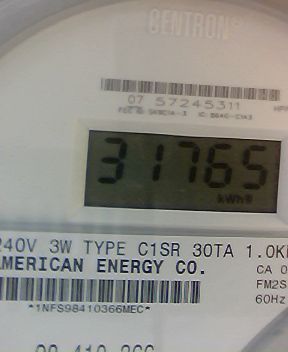 CENTRON®
07 57245311
31765
kWh
240V 3W TYPE C1SR 30TA 1.0K
AMERICAN ENERGY CO.
CA 0
FM2S
60Hz
*1NFS98410366MEC*